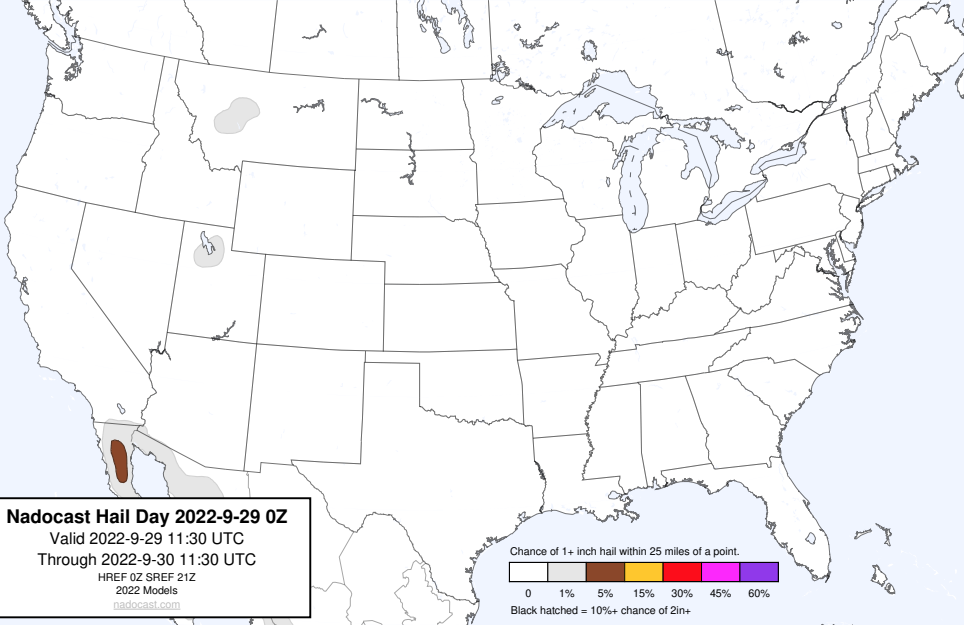 Nadocast Hail Day 2022-9-29 0Z
Valid 2022-9-29 11:30 UTC
Through 2022-9-30 11:30 UTC
HREF 0Z SREF 21Z
2022 Models
nadocast.com
Chance of 1+ inch hail within 25 miles of a point.
0 1% 5% 15% 30% 45% 60%
Black hatched = 10%+ chance of 2in+